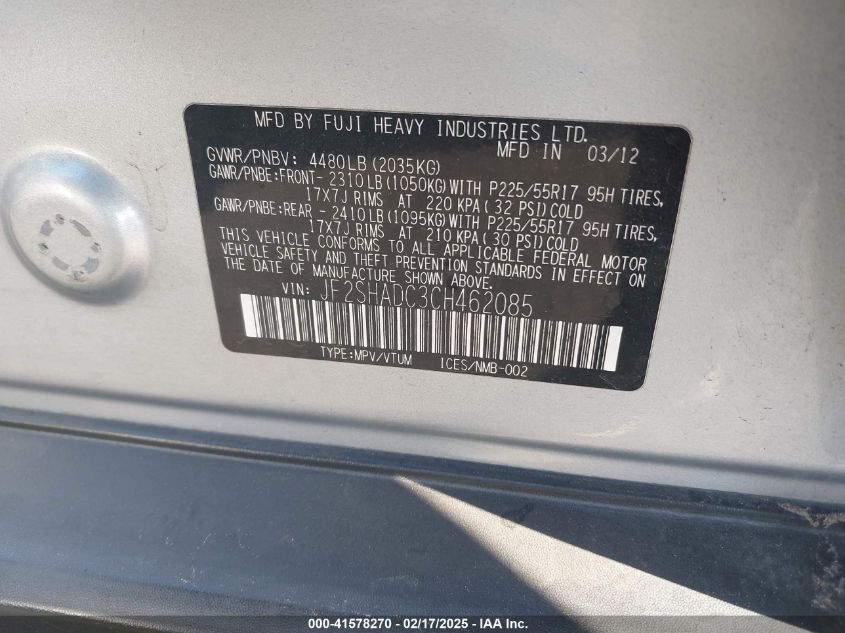 MFD BY FUJI HEAVY INDUSTRIES LTD.
MFD IN 03/12
GVWR/PNBV: 4480LB (2035KG)
GAWR/PNBE:FRONT- 2310LB (1050KG)WITH P225/55R17 95H TIRES,
17X7J RIMS AT 220 KPA( 32 PSI)COLD
GAWR/PNBE:REAR - 2410LB (1095KG)WITH P225/55R17 95H TIRES,
17X7J RIMS AT 210 KPA( 30 PSI)COLD
THIS VEHICLE CONFORMS TO ALL APPLICABLE FEDERAL MOTOR
VEHICLE SAFETY AND THEFT PREVENTION STANDARDS IN EFFECT ON
THE DATE OF MANUFACTURE SHOWN ABOVE.
VIN: JF2SHADC3CH462085
TYPE:MPV/VTUM ICES/NMB-002
000-41578270 - 02/17/2025 - IAA Inc.